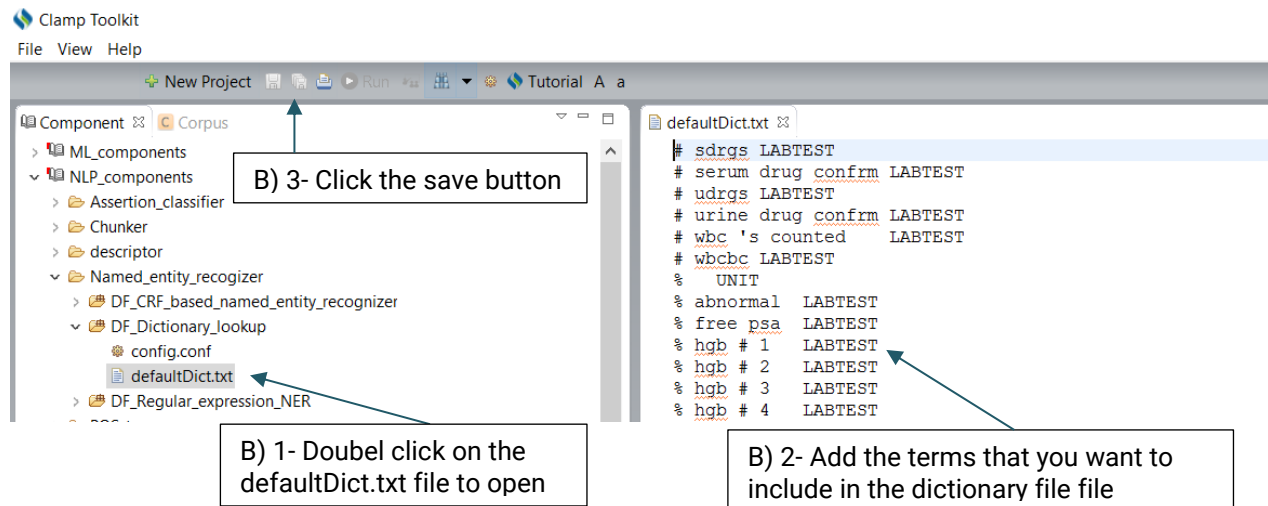 Clamp Toolkit
File View Help
New Project Run Tutorial A a
Component Corpus
ML_components
NLP_components
Assertion_classifier
Chunker
descriptor
Named_entity_recogizer
DF_CRF_based_named_entity_recognizer
DF_Dictionary_lookup
config.conf
defaultDict.txt
DF_Regular_expression_NER
B) 3- Click the save button
B) 1- Doubel click on the
defaultDict.txt file to open
defaultDict.txt
# sdrgs LABTEST
# serum drug confrm LABTEST
# udrgs LABTEST
# urine drug confrm LABTEST
# wbc 's counted LABTEST
# wbcbc LABTEST
% UNIT
% abnormal LABTEST
% free psa LABTEST
% hgb # 1 LABTEST
% hgb # 2 LABTEST
% hgb # 3 LABTEST
% hgb # 4 LABTEST
B) 2- Add the terms that you want to
include in the dictionary file file